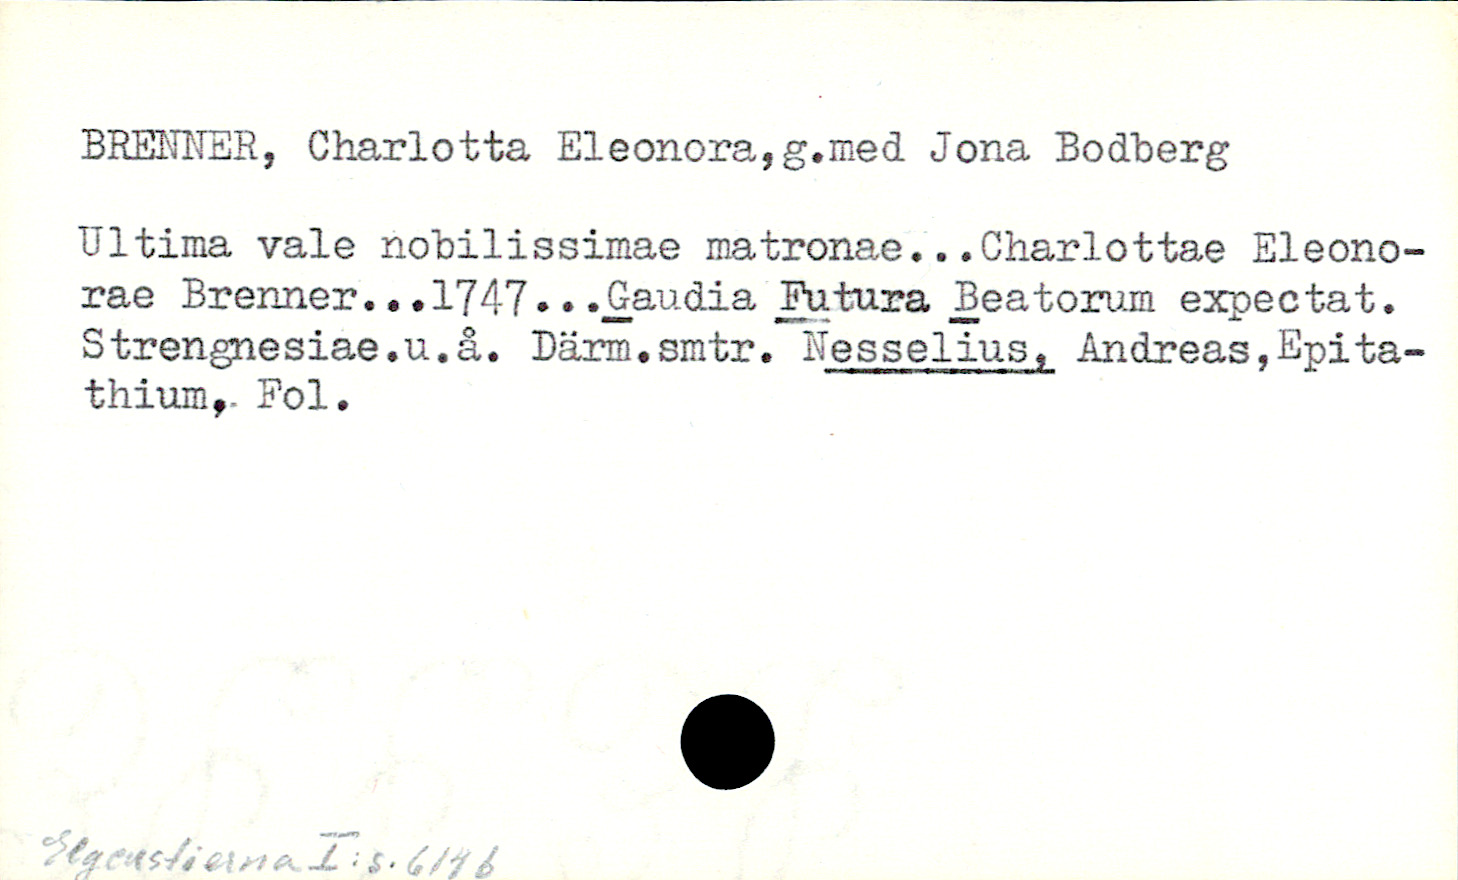 BRENNER, Charlotta Eleonora,g.med Jona Bodberg
Ultima vale nobilissimae matronae...Charlottae Eleono-
rae Brenner...1747...Gaudia Futura Beatorum expectat.
Strengnesiae.u.å. Därm.smtr. Nesselius, Andreas,Epita-
thium,. Fol.
Elgenstierna I:s.614 b